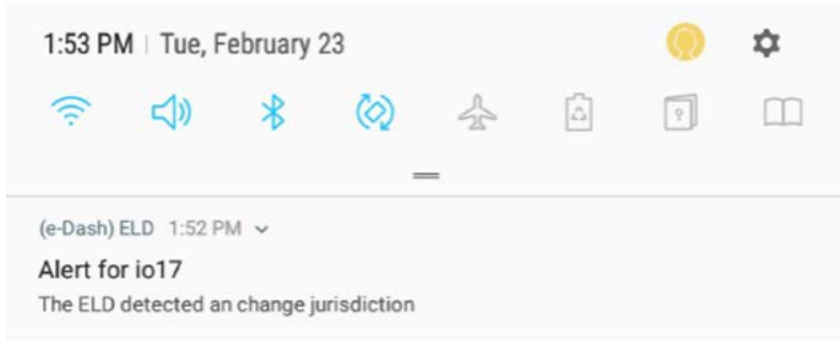 1:53 PM | Tue, February 23
(e-Dash) ELD 1:52 PM
Alert for io17
The ELD detected an change jurisdiction